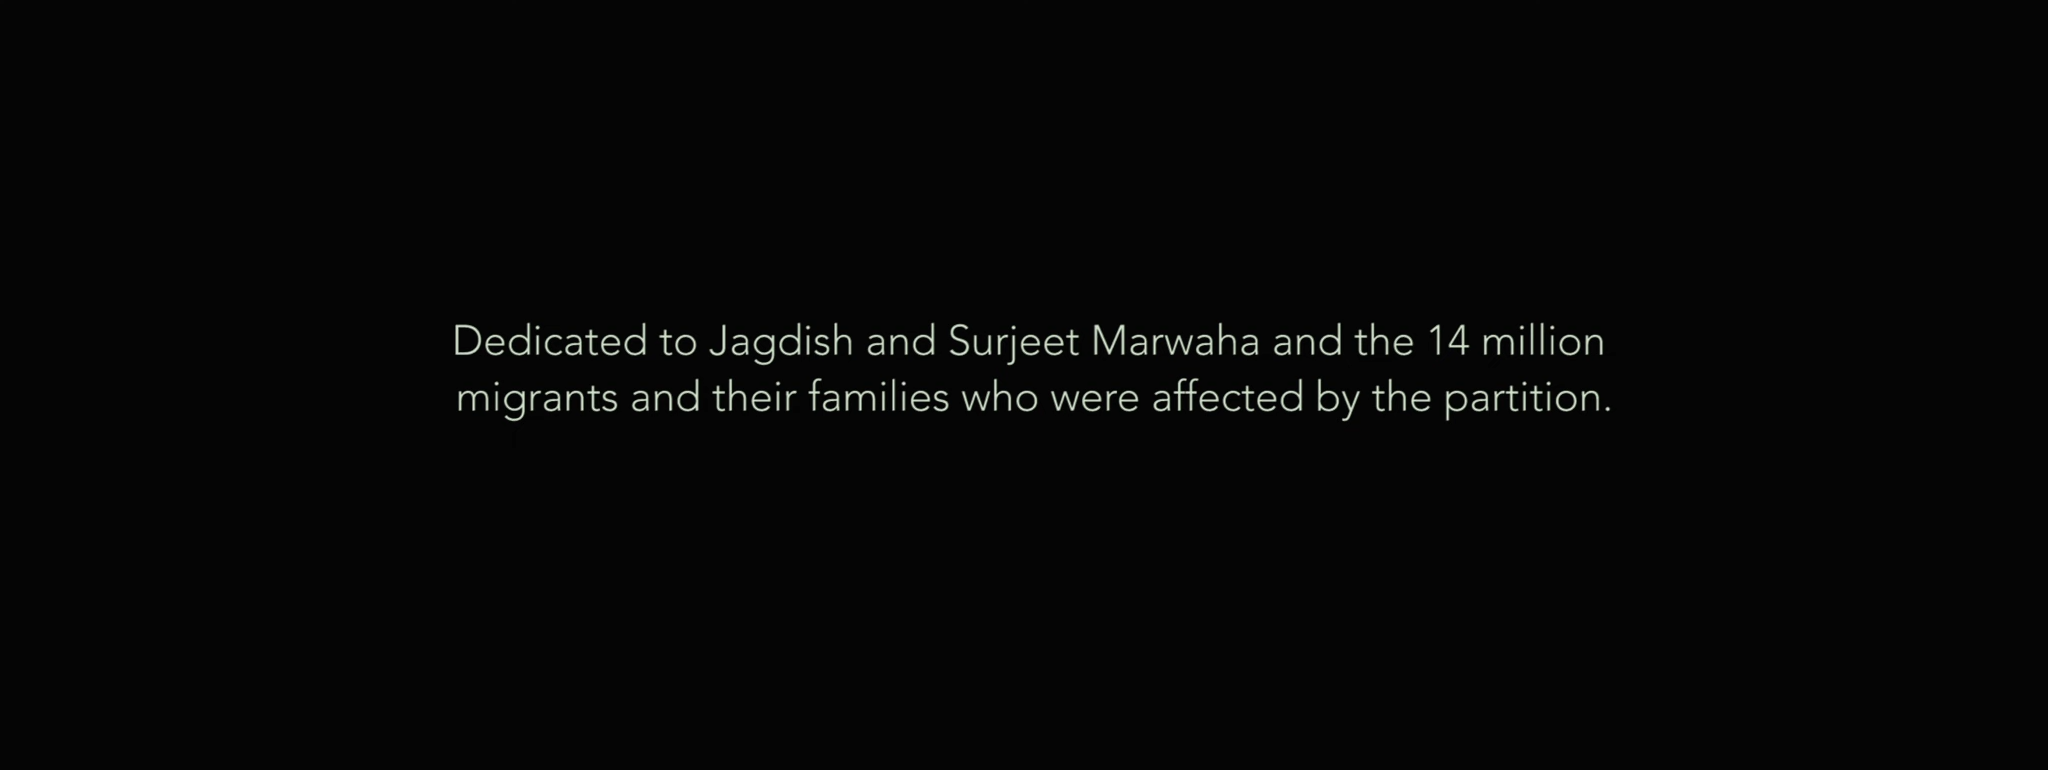 Dedicated to Jagdish and Surjeet Marwaha and the 14 million
migrants and their families who were affected by the partition.